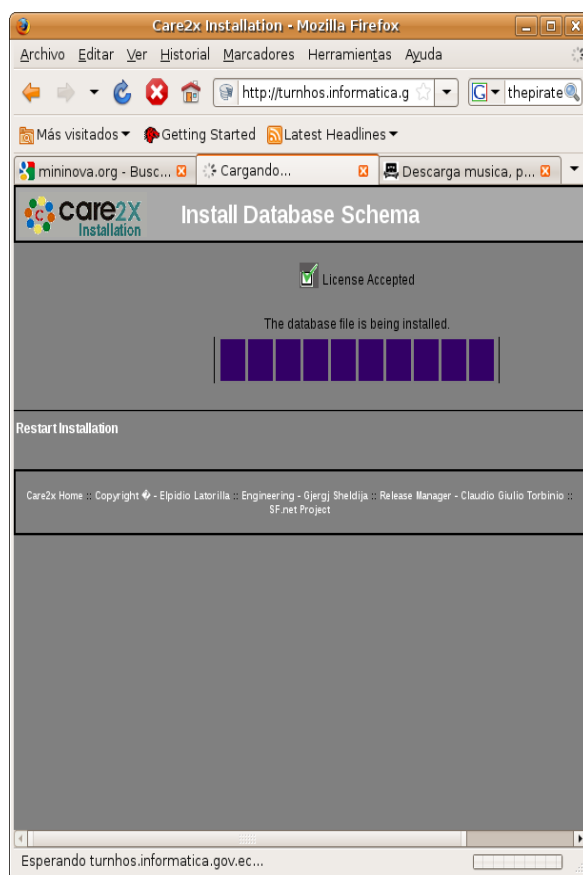 Care2x Installation - Mozilla Firefox
Archivo Editar Ver Historial Marcadores Herramientas Ayuda
http://turnhos.informatica.g
G
thepirate
Más visitados
Getting Started
Latest Headlines
mininova.org - Busc...
Cargando...
Descarga musica, p...
care2x
Installation
Install Database Schema
License Accepted
The database file is being installed.
Restart Installation
Care2x Home :: Copyright � - Elpidio Latorilla :: Engineering - Gjergj Sheldija :: Release Manager - Claudio Giulio Torbinio ::
SF.net Project
Esperando turnhos.informatica.gov.ec...